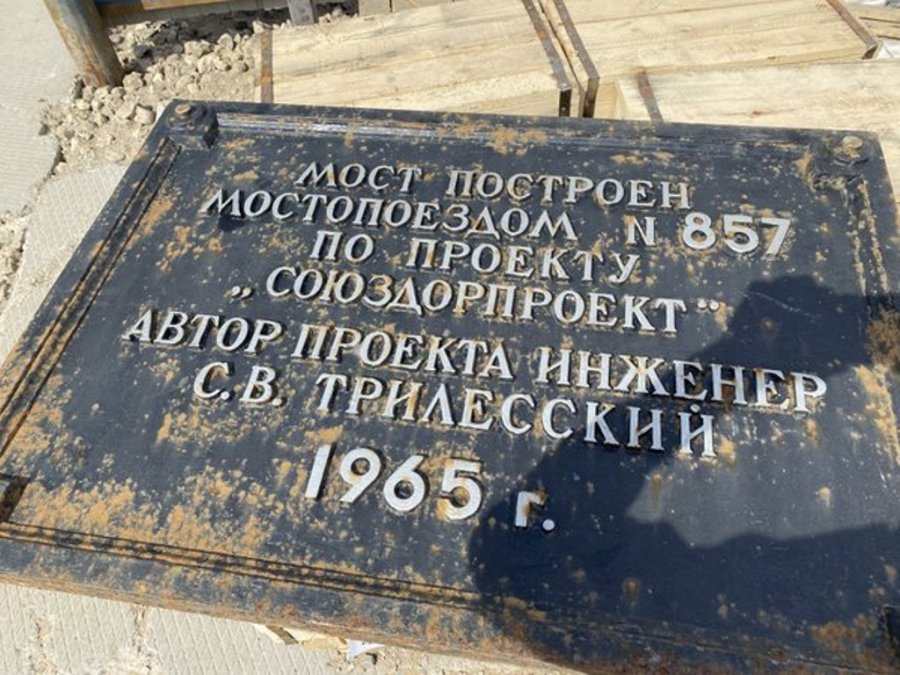 МОСТ ПОСТРОЕН
МОСТОПОЕЗДОМ N 857
ПО ПРОЕКТУ
„СОЮЗДОРПРОЕКТ"
АВТОР ПРОЕКТА ИНЖЕНЕР
С.В. ТРИЛЕССКИЙ
1965 г.